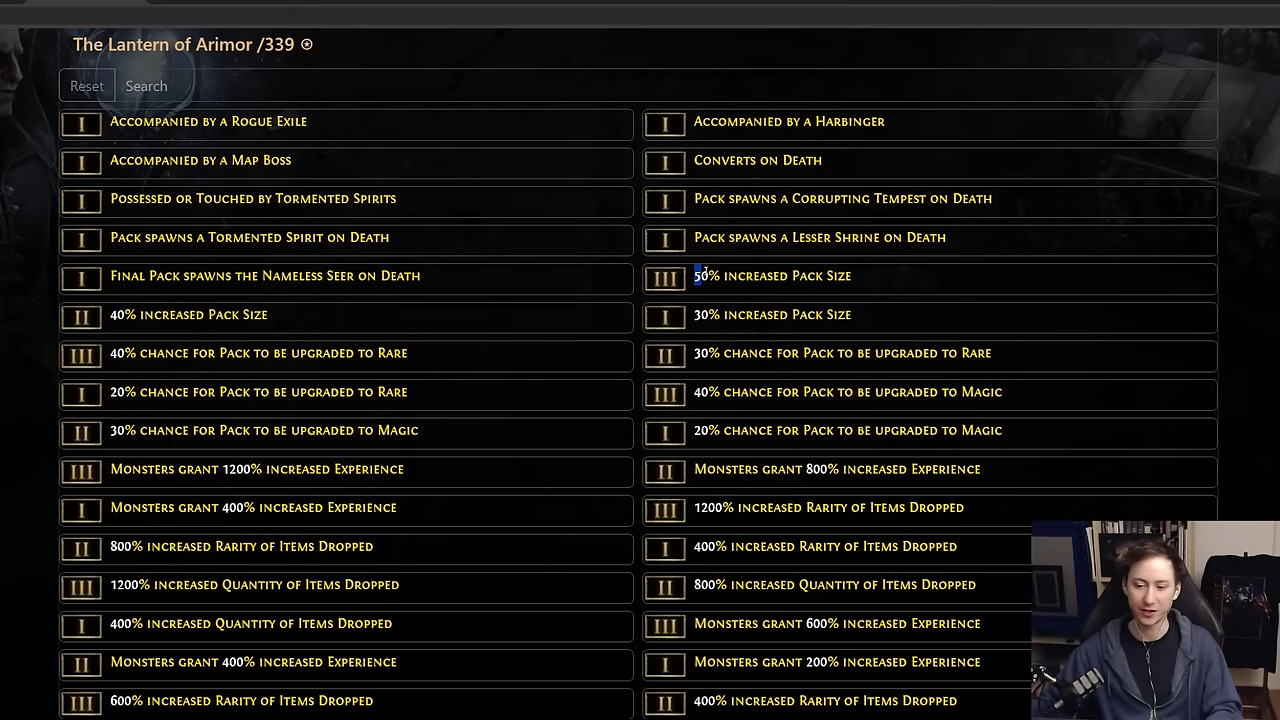 The Lantern of Arimor /339
Reset Search
I Accompanied by a Rogue Exile
I Accompanied by a Harbinger
I Accompanied by a Map Boss
I Converts on Death
I Possessed or Touched by Tormented Spirits
I Pack spawns a Corrupting Tempest on Death
I Pack spawns a Tormented Spirit on Death
I Pack spawns a Lesser Shrine on Death
I Final Pack spawns the Nameless Seer on Death
III 50% increased Pack Size
II 40% increased Pack Size
I 30% increased Pack Size
III 40% chance for Pack to be upgraded to Rare
II 30% chance for Pack to be upgraded to Rare
I 20% chance for Pack to be upgraded to Rare
III 40% chance for Pack to be upgraded to Magic
II 30% chance for Pack to be upgraded to Magic
I 20% chance for Pack to be upgraded to Magic
III Monsters grant 1200% increased Experience
II Monsters grant 800% increased Experience
I Monsters grant 400% increased Experience
III 1200% increased Rarity of Items Dropped
II 800% increased Rarity of Items Dropped
I 400% increased Rarity of Items Dropped
III 1200% increased Quantity of Items Dropped
II 800% increased Quantity of Items Dropped
I 400% increased Quantity of Items Dropped
III Monsters grant 600% increased Experience
II Monsters grant 400% increased Experience
I Monsters grant 200% increased Experience
III 600% increased Rarity of Items Dropped
II 400% increased Rarity of Items Dropped